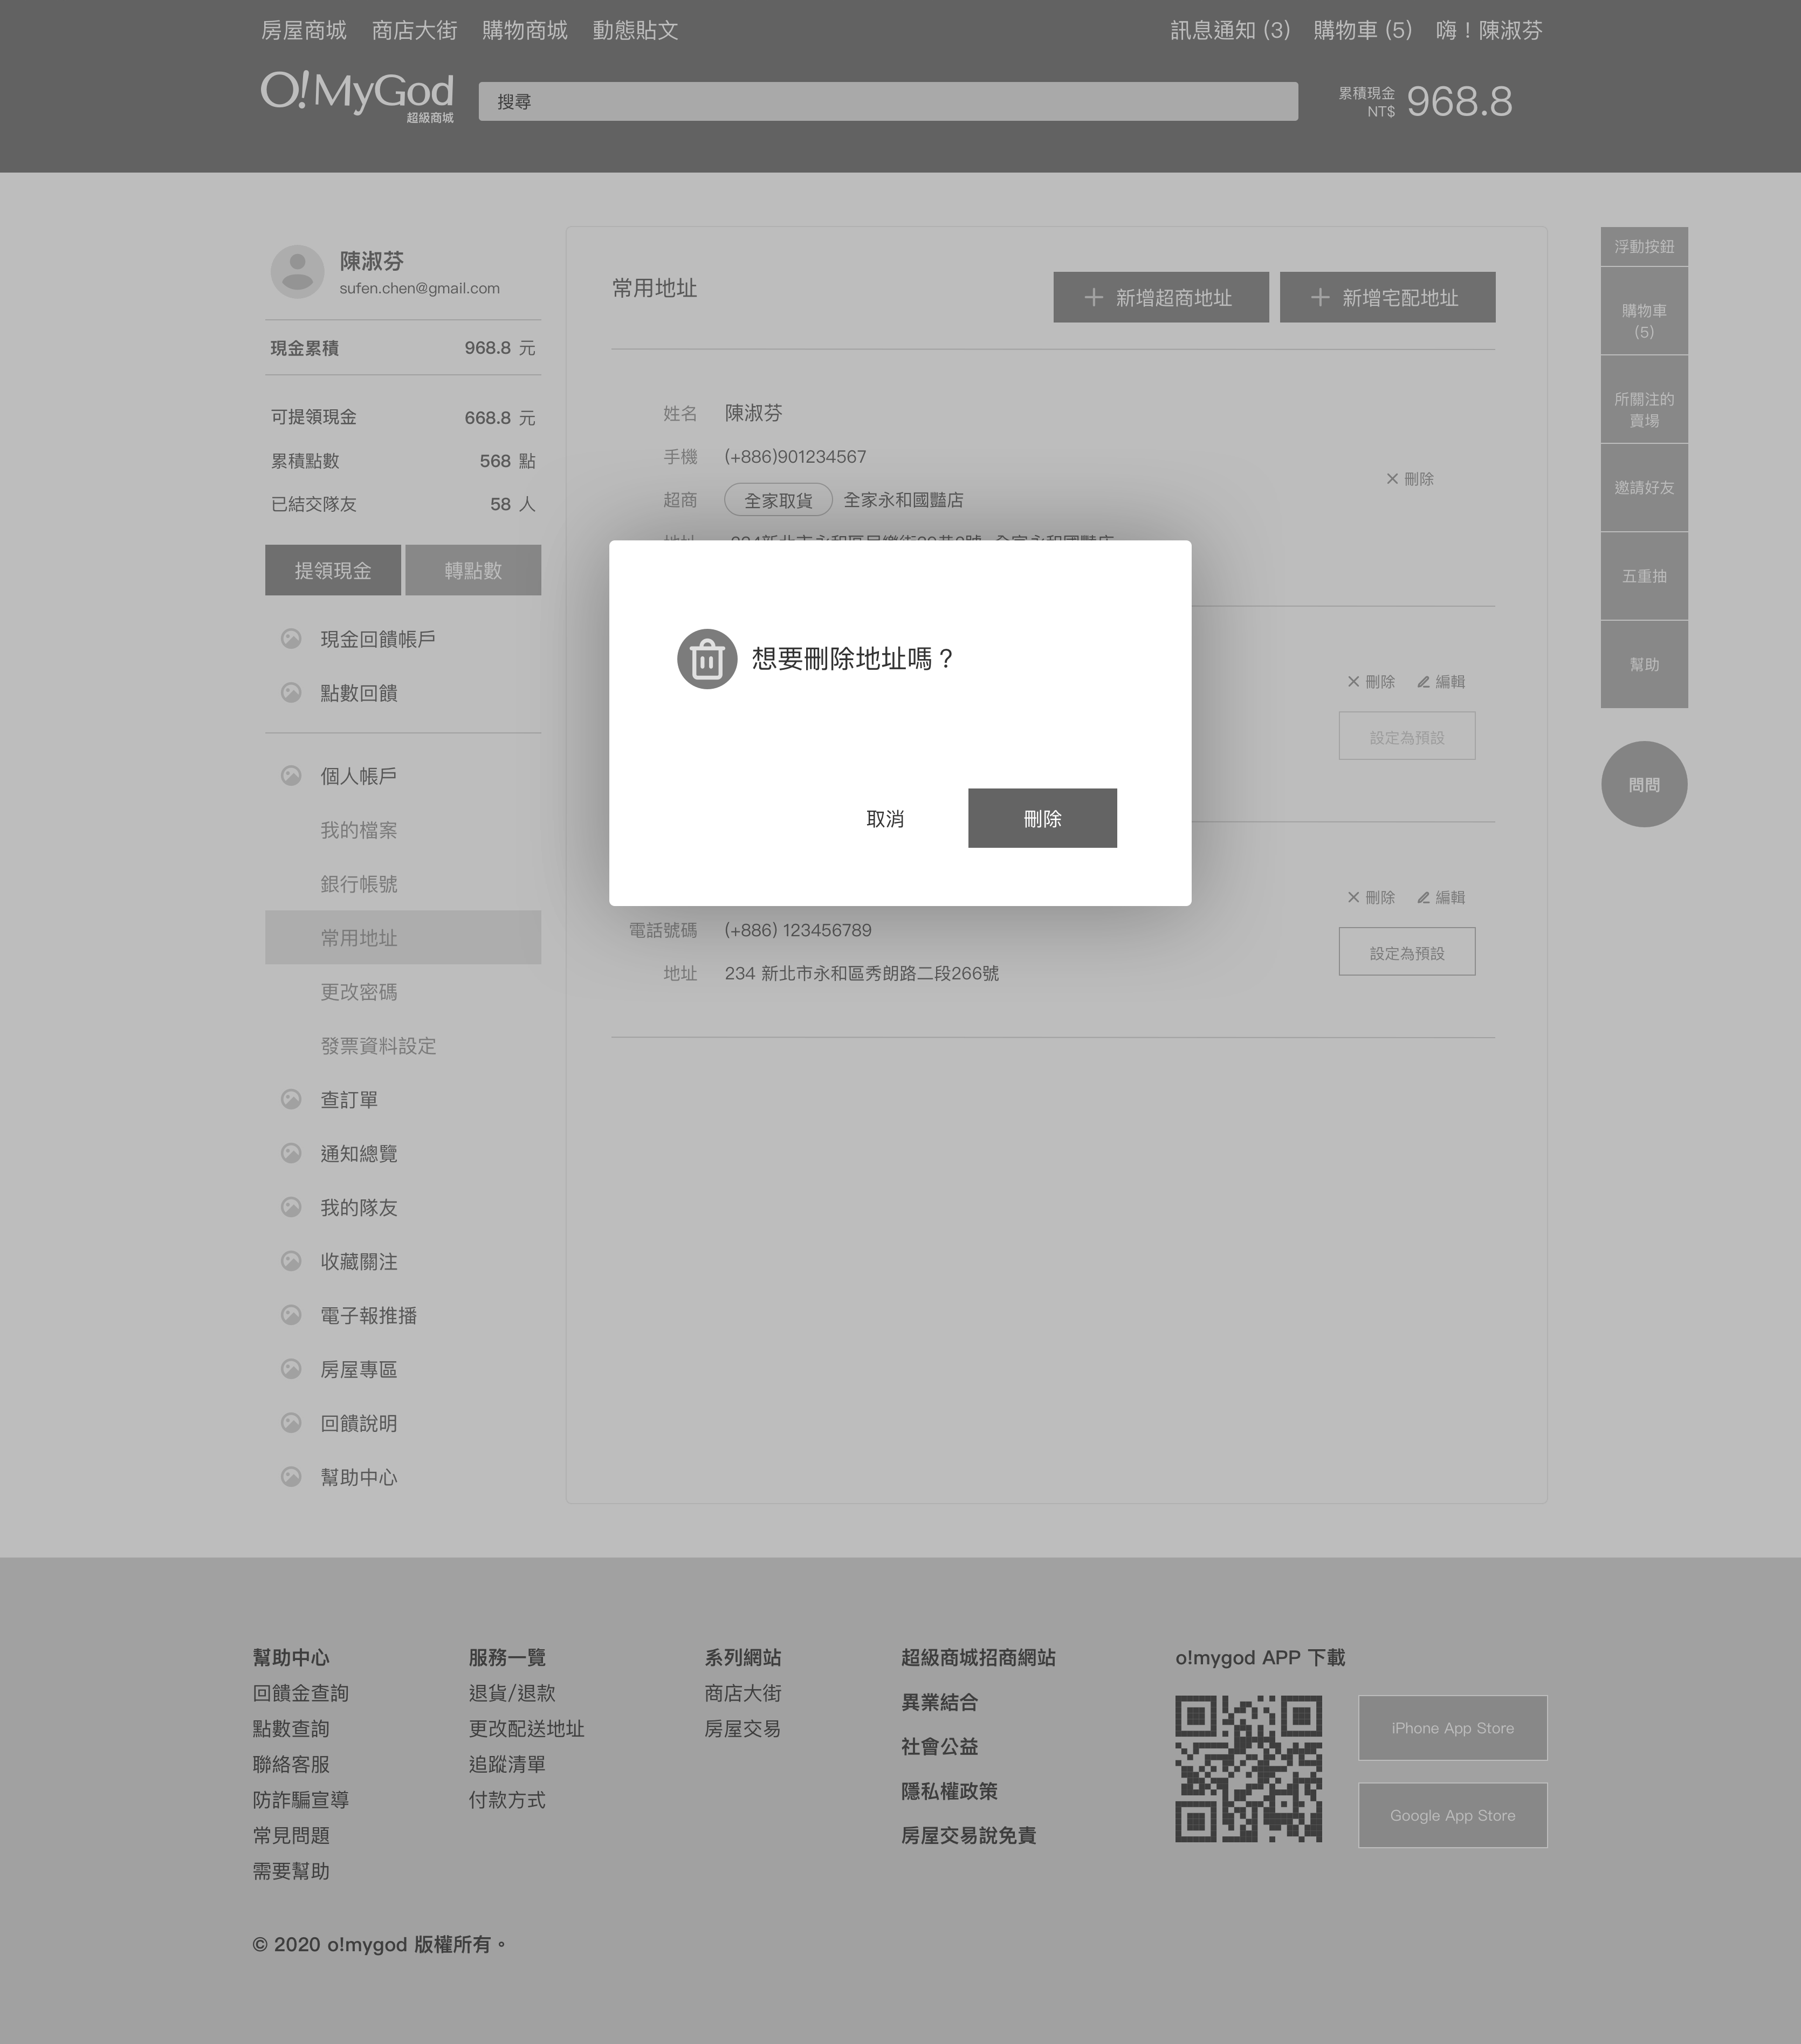 房屋商城 商店大街 購物商城 動態貼文
訊息通知 (3) 購物車 (5) 嗨！陳淑芬
O!MyGod
超級商城
搜尋
累積現金
NT$
968.8
陳淑芬
sufen.chen@gmail.com
現金累積 968.8 元
可提領現金 668.8 元
累積點數 568 點
已結交隊友 58 人
提領現金 轉點數
現金回饋帳戶
點數回饋
個人帳戶
我的檔案
銀行帳號
常用地址
更改密碼
發票資料設定
查訂單
通知總覽
我的隊友
收藏關注
電子報推播
房屋專區
回饋說明
幫助中心
常用地址
新增超商地址 新增宅配地址
姓名 陳淑芬
手機 (+886)901234567
超商 全家取貨 全家永和國豔店
刪除
想要刪除地址嗎？
取消 刪除
刪除 編輯
設定為預設
刪除 編輯
設定為預設
電話號碼 (+886) 123456789
地址 234 新北市永和區秀朗路二段266號
浮動按鈕
購物車
(5)
所關注的
賣場
邀請好友
五重抽
幫助
問問
幫助中心
回饋金查詢
點數查詢
聯絡客服
防詐騙宣導
常見問題
需要幫助
服務一覽
退貨/退款
更改配送地址
追蹤清單
付款方式
系列網站
商店大街
房屋交易
超級商城招商網站
異業結合
社會公益
隱私權政策
房屋交易說免責
o!mygod APP 下載
iPhone App Store
Google App Store
© 2020 o!mygod 版權所有。